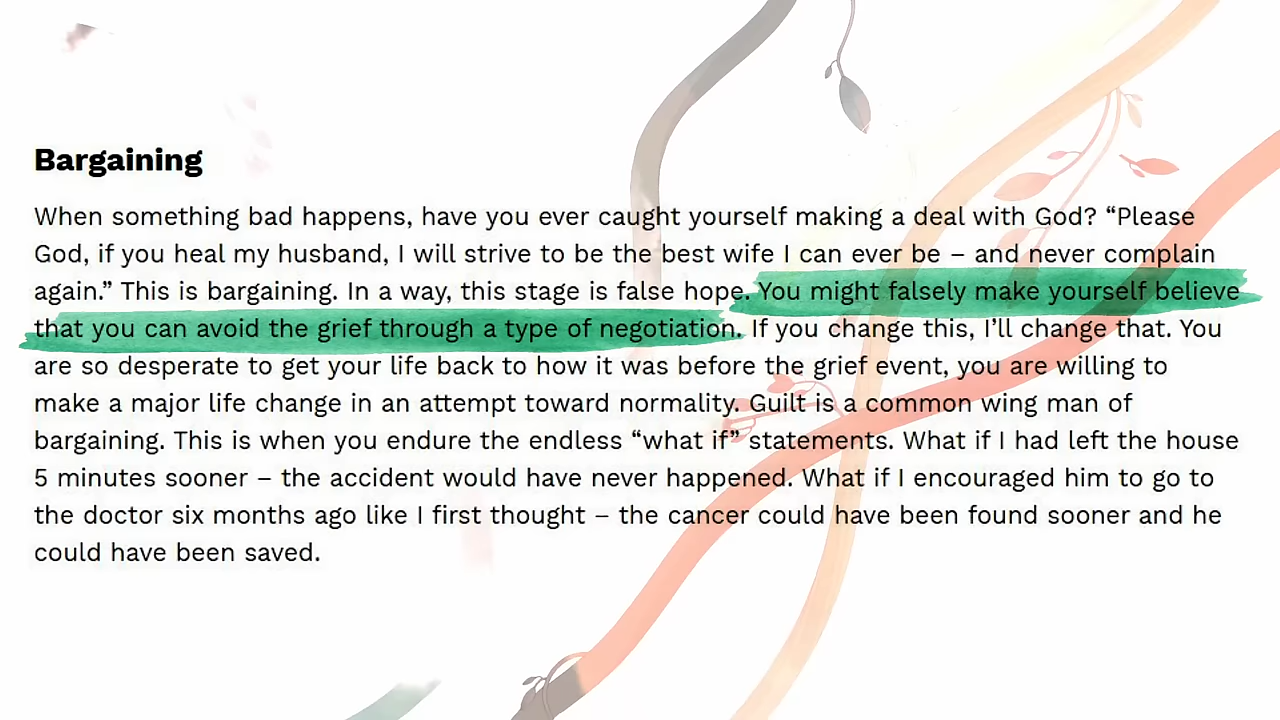 Bargaining
When something bad happens, have you ever caught yourself making a deal with God? “Please
God, if you heal my husband, I will strive to be the best wife I can ever be – and never complain
again.” This is bargaining. In a way, this stage is false hope. You might falsely make yourself believe
that you can avoid the grief through a type of negotiation. If you change this, I’ll change that. You
are so desperate to get your life back to how it was before the grief event, you are willing to
make a major life change in an attempt toward normality. Guilt is a common wing man of
bargaining. This is when you endure the endless “what if” statements. What if I had left the house
5 minutes sooner – the accident would have never happened. What if I encouraged him to go to
the doctor six months ago like I first thought – the cancer could have been found sooner and he
could have been saved.